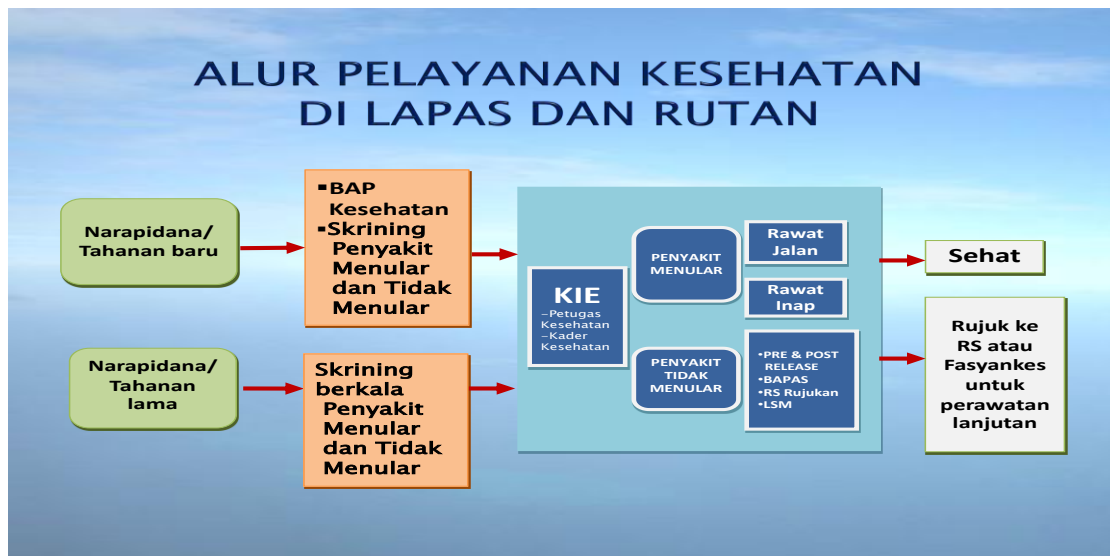 ALUR PELAYANAN KESEHATAN
DI LAPAS DAN RUTAN
Narapidana/
Tahanan baru
▪BAP
Kesehatan
▪Skrining
Penyakit
Menular
dan Tidak
Menular
Narapidana/
Tahanan
lama
Skrining
berkala
Penyakit
Menular
dan Tidak
Menular
KIE
–Petugas
Kesehatan
–Kader
Kesehatan
PENYAKIT
MENULAR
Rawat
Jalan
Rawat
Inap
PENYAKIT
TIDAK
MENULAR
•PRE & POST
RELEASE
•BAPAS
•RS Rujukan
•LSM
Sehat
Rujuk ke
RS atau
Fasyankes
untuk
perawatan
lanjutan